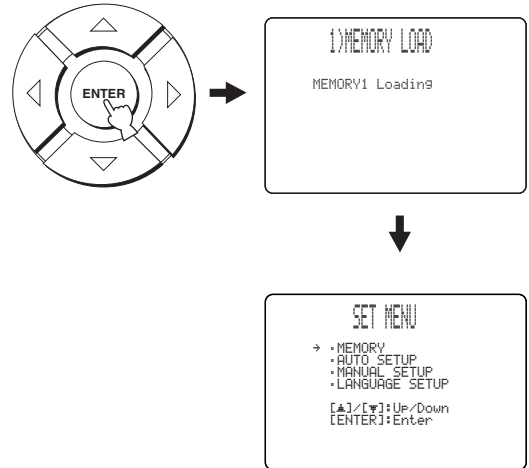 ENTER
1)MEMORY LOAD
MEMORY1 Loading
SET MENU
→ ･MEMORY
･AUTO SETUP
･MANUAL SETUP
･LANGUAGE SETUP
[▲]/[▼]:Up/Down
[ENTER]:Enter